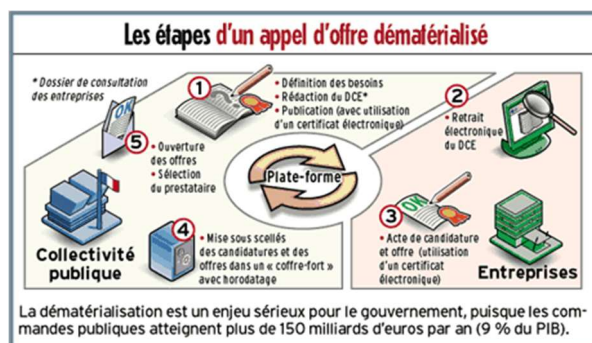 Les étapes d'un appel d'offre dématérialisé
* Dossier de consultation
des entreprises
1
• Définition des besoins
• Rédaction du DCE*
• Publication (avec utilisation
d'un certificat électronique)
2
• Retrait
électronique
du DCE
OK
5
• Ouverture
des offres
• Sélection
du prestataire
Plate-forme
OK
3
• Acte de candidature
et offre (utilisation
d'un certificat
électronique)
Entreprises
4
• Mise sous scellés
des candidatures et des
offres dans un « coffre-fort »
avec horodatage
Collectivité
publique
La dématérialisation est un enjeu sérieux pour le gouvernement, puisque les com-
mandes publiques atteignent plus de 150 milliards d'euros par an (9 % du PIB).